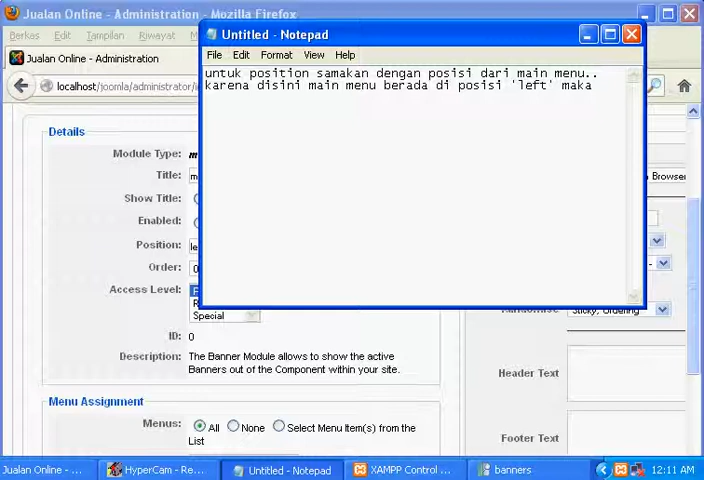 Jualan Online - Administration - Mozilla Firefox
Berkas Edit Tampilan Riwayat
Jualan Online - Administration
localhost/joomla/administrator/i
Untitled - Notepad
File Edit Format View Help
untuk position samakan dengan posisi dari main menu..
karena disini main menu berada di posisi 'left' maka
Details
Module Type: m
Title: m
Show Title:
Enabled:
Position: le
Order: 0
Access Level:
Special
ID: 0
Description: The Banner Module allows to show the active
Banners out of the Component within your site.
Menu Assignment
Menus: All None Select Menu Item(s) from the
List
Browser
Randomise Sticky, Ordering
Header Text
Footer Text
Jualan Online - ...
HyperCam - Re...
Untitled - Notepad
XAMPP Control ...
banners
12:11 AM